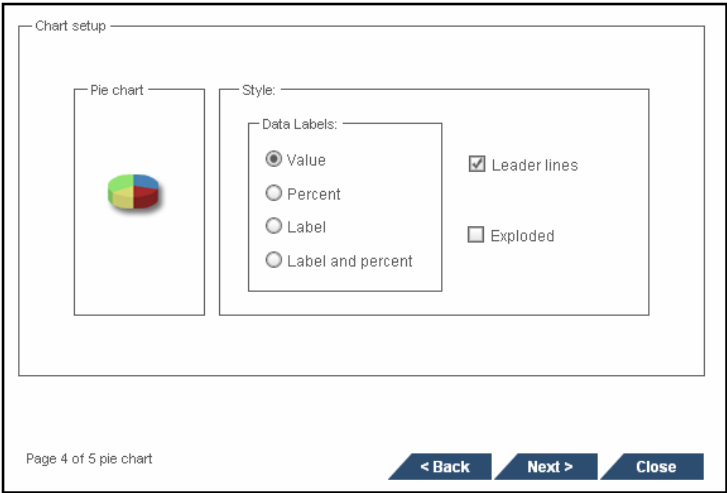 Chart setup
Pie chart
Style:
Data Labels:
Value
Percent
Label
Label and percent
Leader lines
Exploded
Page 4 of 5 pie chart
< Back
Next >
Close